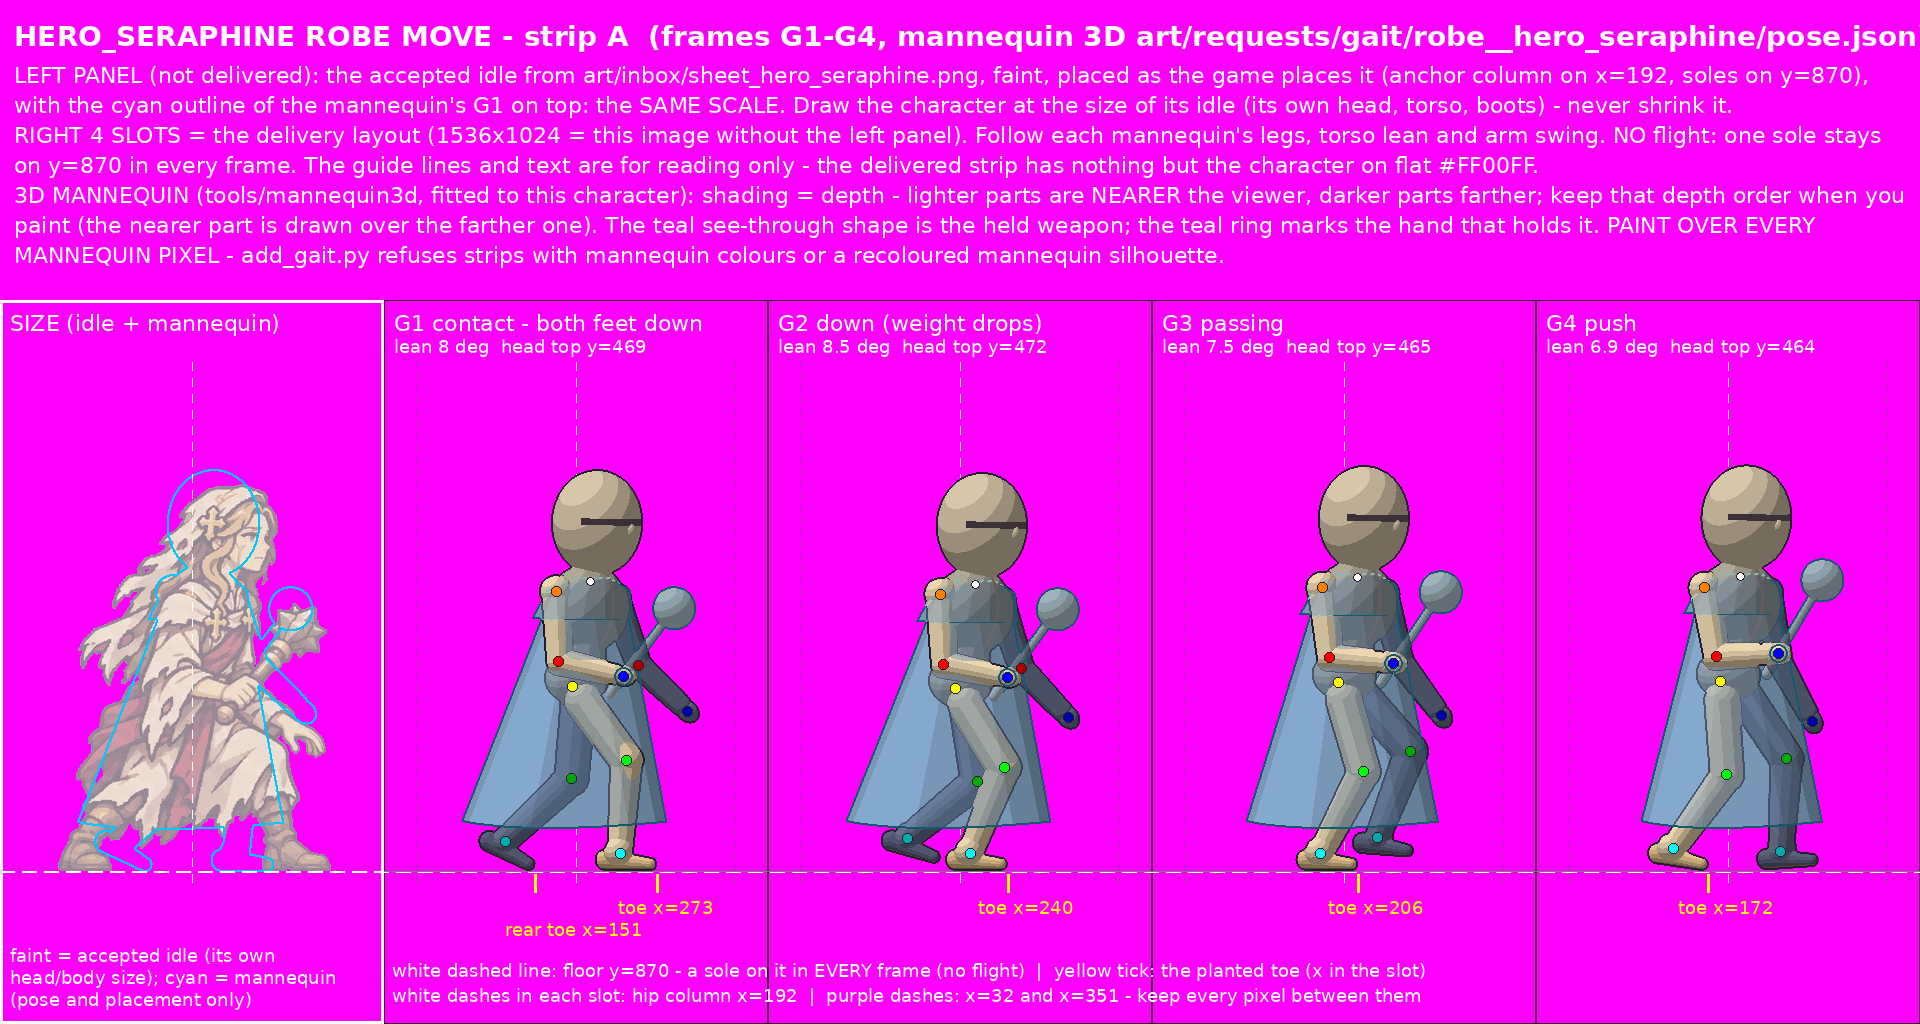 HERO_SERAPHINE ROBE MOVE - strip A  (frames G1-G4, mannequin 3D art/requests/gait/robe__hero_seraphine/pose.json
LEFT PANEL (not delivered): the accepted idle from art/inbox/sheet_hero_seraphine.png, faint, placed as the game places it (anchor column on x=192, soles on y=870),
with the cyan outline of the mannequin's G1 on top: the SAME SCALE. Draw the character at the size of its idle (its own head, torso, boots) - never shrink it.
RIGHT 4 SLOTS = the delivery layout (1536x1024 = this image without the left panel). Follow each mannequin's legs, torso lean and arm swing. NO flight: one sole stays
on y=870 in every frame. The guide lines and text are for reading only - the delivered strip has nothing but the character on flat #FF00FF.
3D MANNEQUIN (tools/mannequin3d, fitted to this character): shading = depth - lighter parts are NEARER the viewer, darker parts farther; keep that depth order when you
paint (the nearer part is drawn over the farther one). The teal see-through shape is the held weapon; the teal ring marks the hand that holds it. PAINT OVER EVERY
MANNEQUIN PIXEL - add_gait.py refuses strips with mannequin colours or a recoloured mannequin silhouette.
SIZE (idle + mannequin)
G1 contact - both feet down
lean 8 deg  head top y=469
G2 down (weight drops)
lean 8.5 deg  head top y=472
G3 passing
lean 7.5 deg  head top y=465
G4 push
lean 6.9 deg  head top y=464
toe x=273
rear toe x=151
toe x=240
toe x=206
toe x=172
faint = accepted idle (its own
head/body size); cyan = mannequin
(pose and placement only)
white dashed line: floor y=870 - a sole on it in EVERY frame (no flight)  |  yellow tick: the planted toe (x in the slot)
white dashes in each slot: hip column x=192  |  purple dashes: x=32 and x=351 - keep every pixel between them